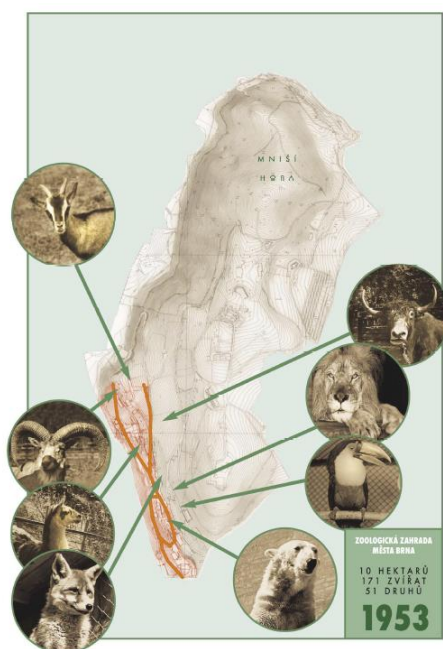 MNIŠÍ
HORA
ZOOLOGICKÁ ZAHRADA
MĚSTA BRNA
10 HEKTARŮ
171 ZVÍŘAT
51 DRUHŮ
1953